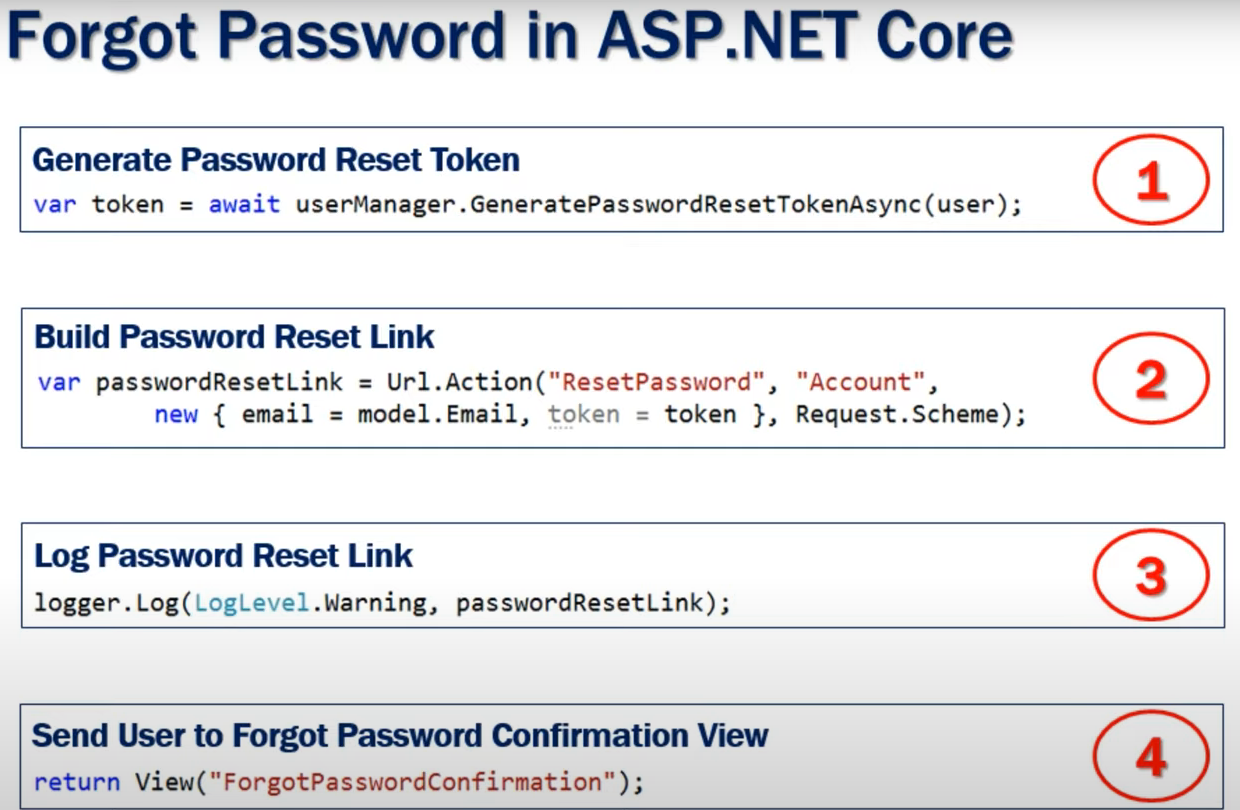 Forgot Password in ASP.NET Core
Generate Password Reset Token
var token = await userManager.GeneratePasswordResetTokenAsync(user);
1
Build Password Reset Link
var passwordResetLink = Url.Action("ResetPassword", "Account",
new { email = model.Email, token = token }, Request.Scheme);
2
Log Password Reset Link
logger.Log(LogLevel.Warning, passwordResetLink);
3
Send User to Forgot Password Confirmation View
return View("ForgotPasswordConfirmation");
4